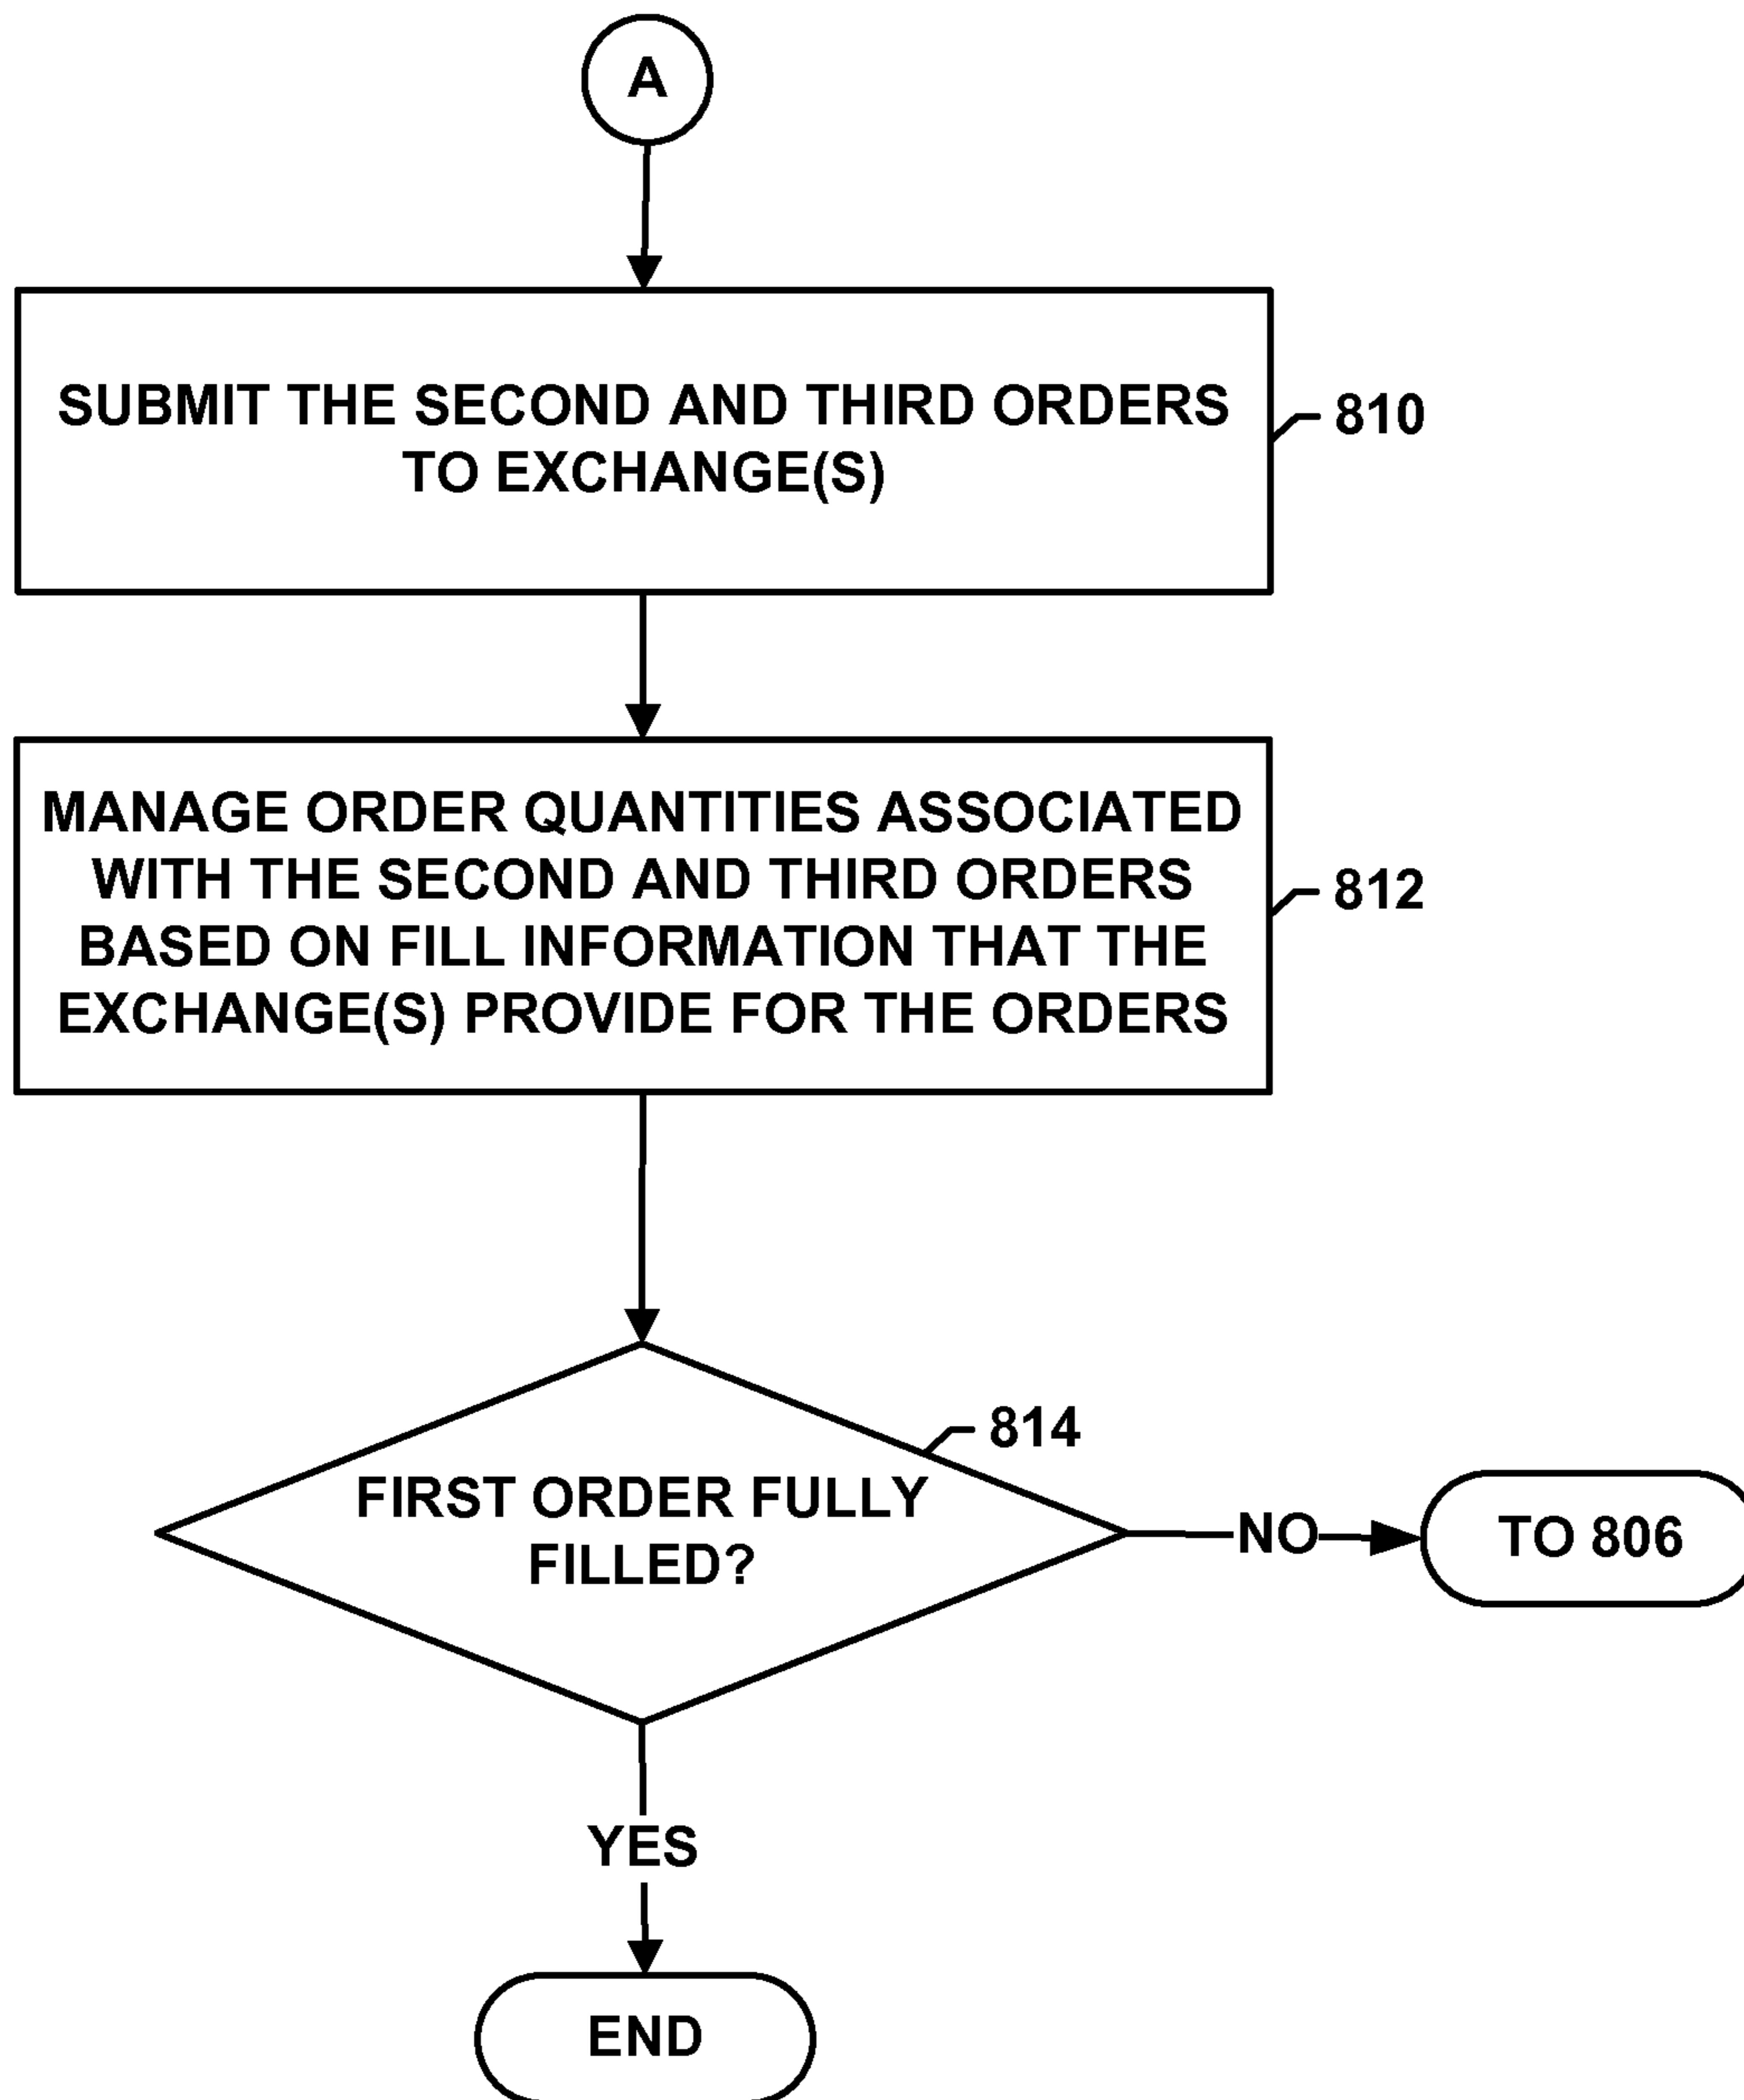 A
SUBMIT THE SECOND AND THIRD ORDERS
TO EXCHANGE(S)
810
MANAGE ORDER QUANTITIES ASSOCIATED
WITH THE SECOND AND THIRD ORDERS
BASED ON FILL INFORMATION THAT THE
EXCHANGE(S) PROVIDE FOR THE ORDERS
812
814
FIRST ORDER FULLY
FILLED?
NO
TO 806
YES
END